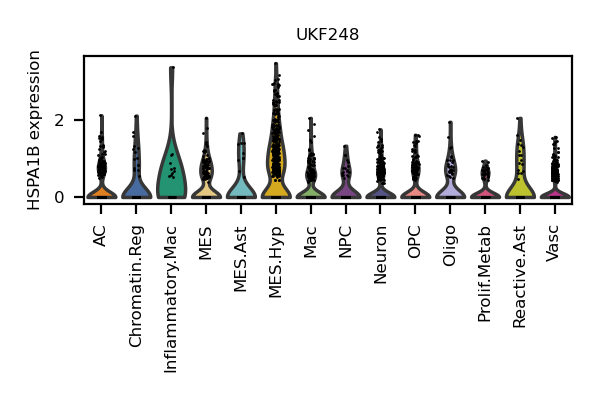 UKF248
HSPA1B expression
2
0
AC
Chromatin.Reg
Inflammatory.Mac
MES
MES.Ast
MES.Hyp
Mac
NPC
Neuron
OPC
Oligo
Prolif.Metab
Reactive.Ast
Vasc